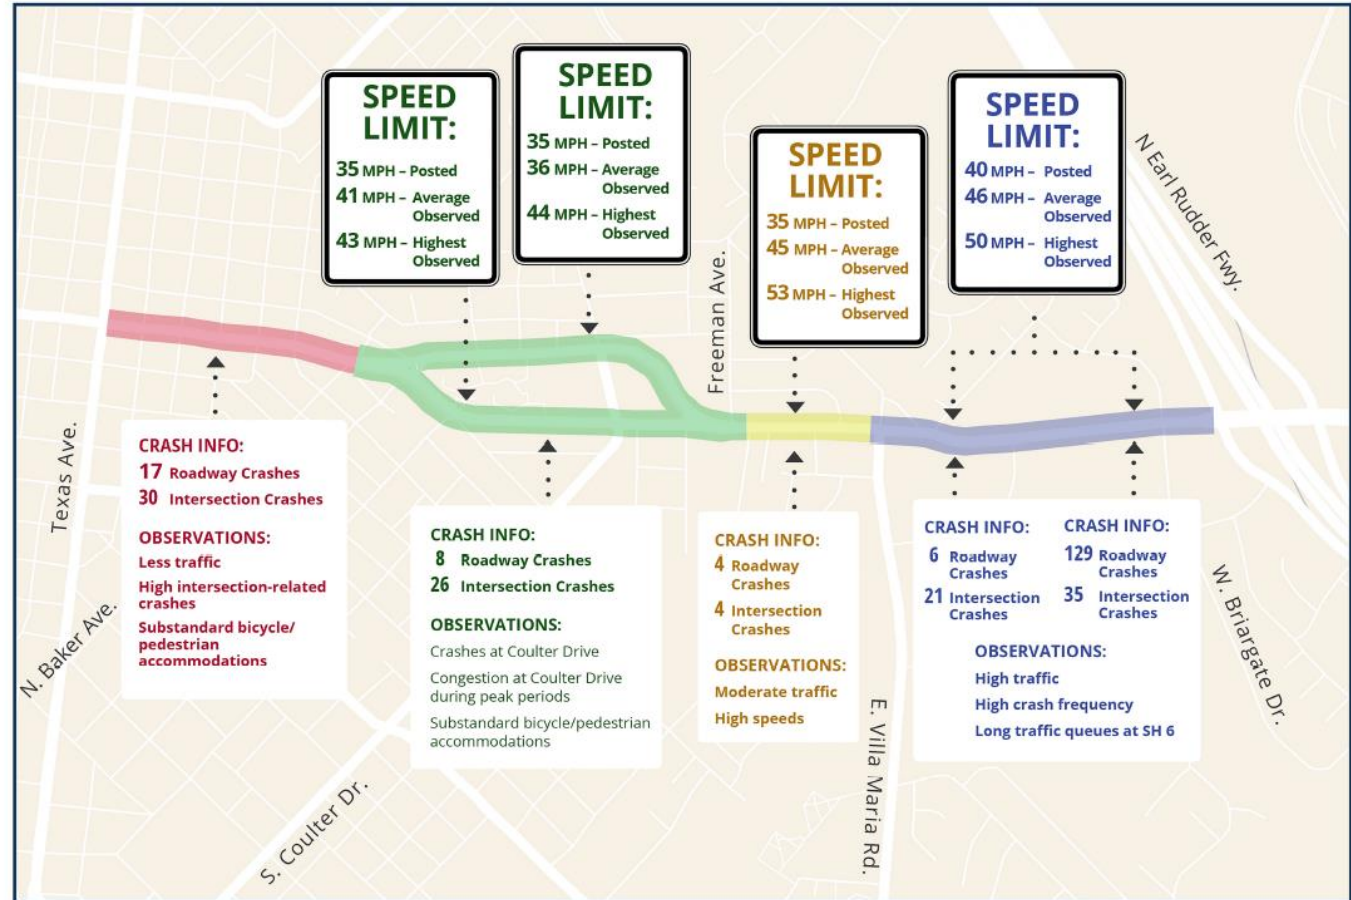 SPEED
LIMIT:
35 MPH – Posted
41 MPH – Average
Observed
43 MPH – Highest
Observed
SPEED
LIMIT:
35 MPH – Posted
36 MPH – Average
Observed
44 MPH – Highest
Observed
SPEED
LIMIT:
35 MPH – Posted
45 MPH – Average
Observed
53 MPH – Highest
Observed
SPEED
LIMIT:
40 MPH – Posted
46 MPH – Average
Observed
50 MPH – Highest
Observed
N Earl Rudder Fwy.
Freeman Ave.
Texas Ave.
N. Baker Ave.
S. Coulter Dr.
E. Villa Maria Rd.
W. Briargate Dr.
CRASH INFO:
17 Roadway Crashes
30 Intersection Crashes
OBSERVATIONS:
Less traffic
High intersection-related
crashes
Substandard bicycle/
pedestrian
accommodations
CRASH INFO:
8 Roadway Crashes
26 Intersection Crashes
OBSERVATIONS:
Crashes at Coulter Drive
Congestion at Coulter Drive
during peak periods
Substandard bicycle/pedestrian
accommodations
CRASH INFO:
4 Roadway
Crashes
4 Intersection
Crashes
OBSERVATIONS:
Moderate traffic
High speeds
CRASH INFO:
6 Roadway
Crashes
21 Intersection
Crashes
CRASH INFO:
129 Roadway
Crashes
35 Intersection
Crashes
OBSERVATIONS:
High traffic
High crash frequency
Long traffic queues at SH 6